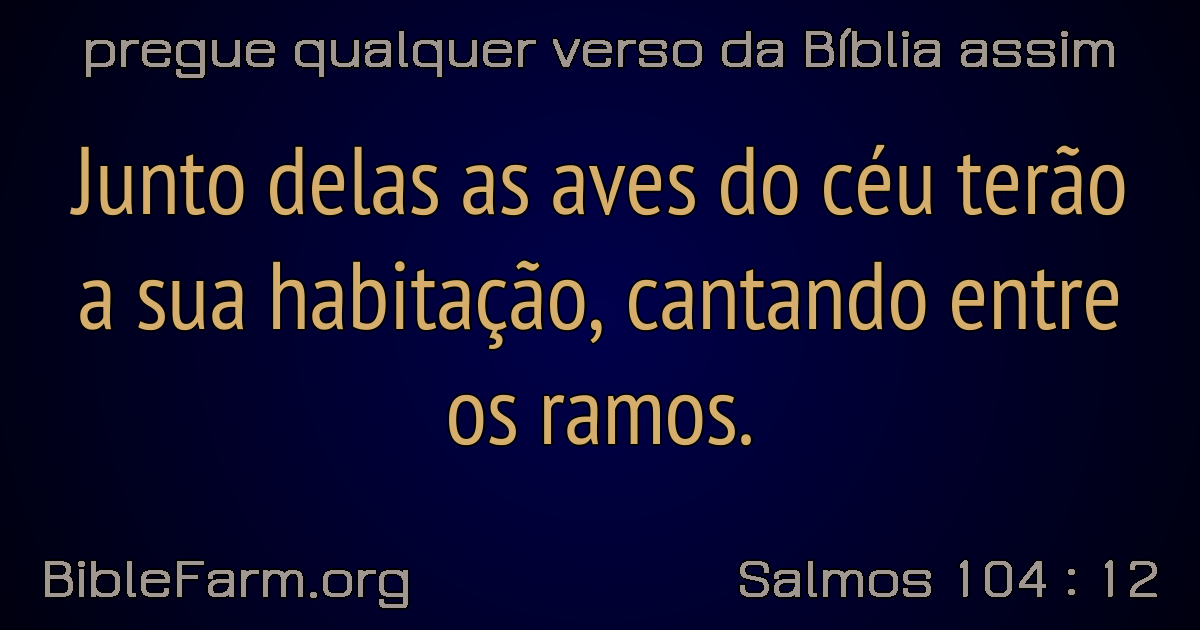 pregue qualquer verso da Bíblia assim
Junto delas as aves do céu terão
a sua habitação, cantando entre
os ramos.
BibleFarm.org
Salmos 104 : 12